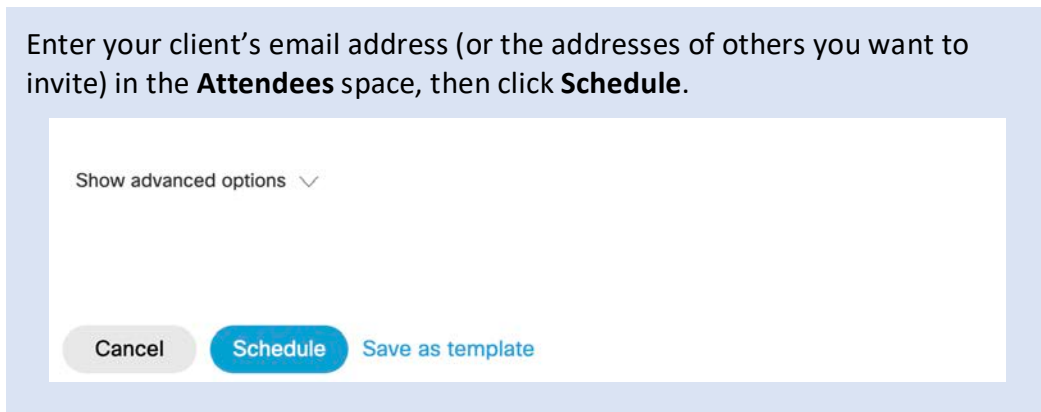 Enter your client’s email address (or the addresses of others you want to
invite) in the Attendees space, then click Schedule.
Show advanced options
Cancel Schedule Save as template